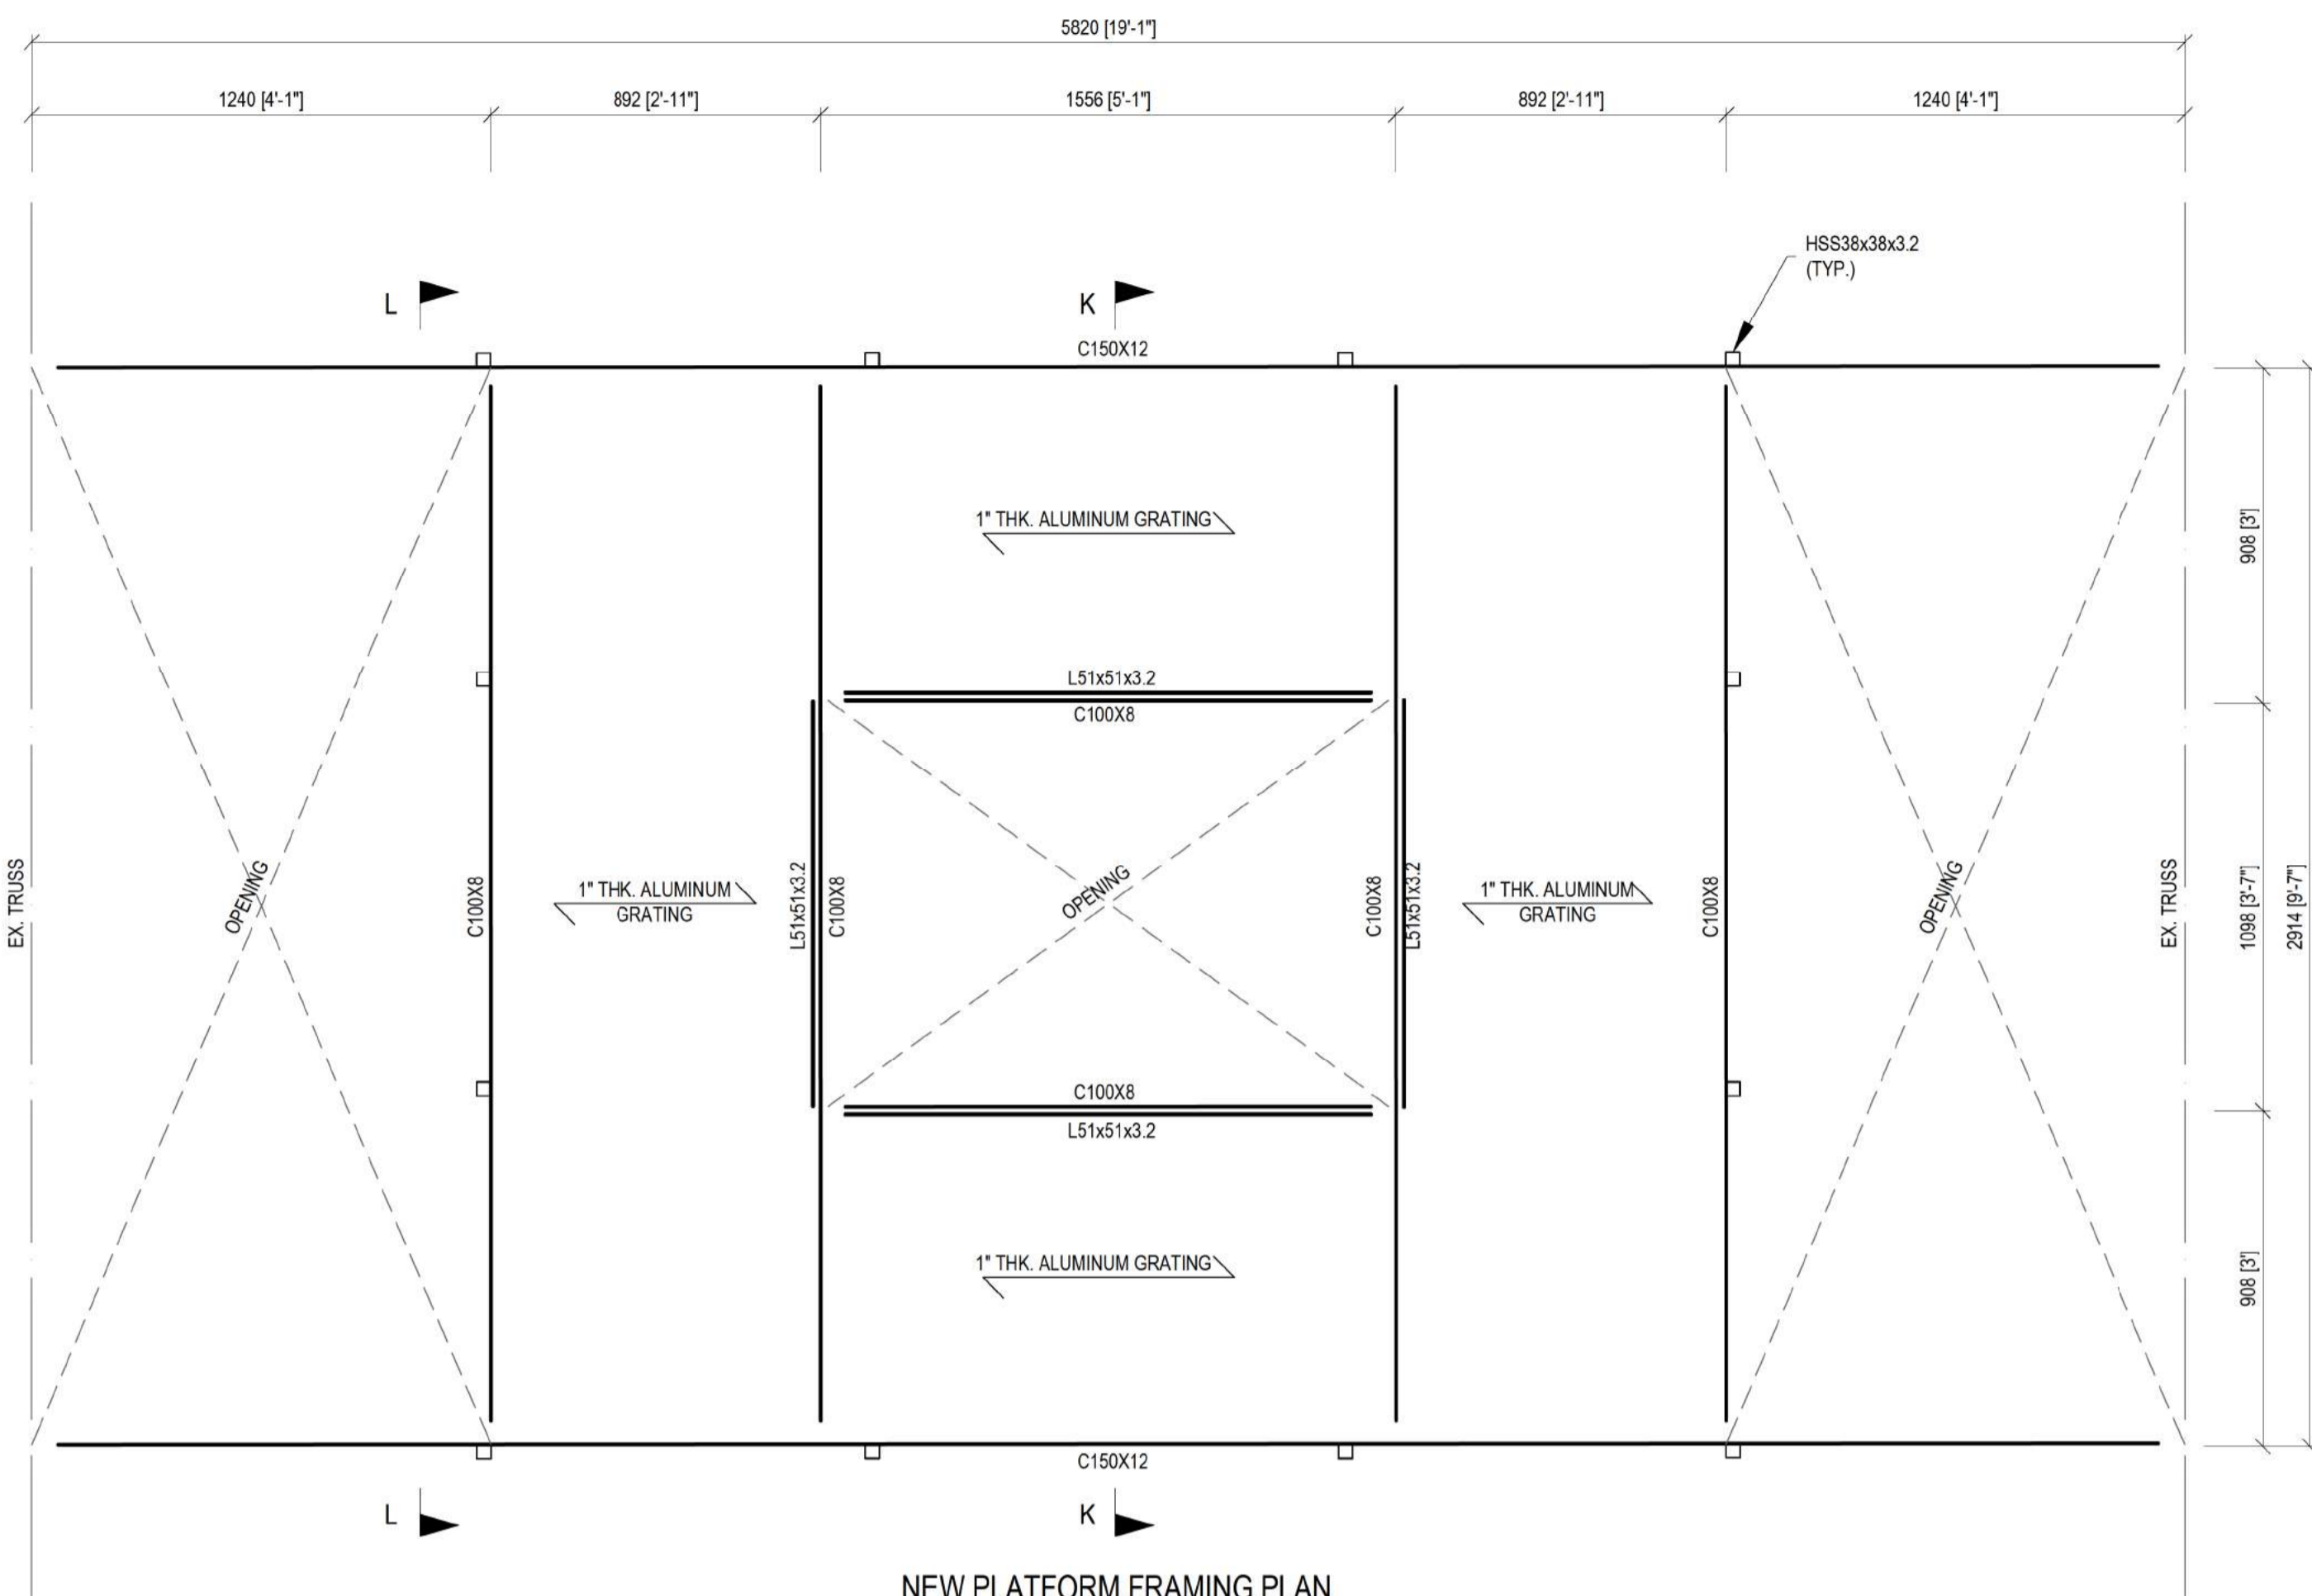 5820 [19'-1"]
1240 [4'-1"]
892 [2'-11"]
1556 [5'-1"]
892 [2'-11"]
1240 [4'-1"]
HSS38x38x3.2
(TYP.)
L
K
C150X12
1" THK. ALUMINUM GRATING
908 [3']
L51x51x3.2
C100X8
EX. TRUSS
OPENING
C100X8
1" THK. ALUMINUM
GRATING
L51x51x3.2
C100X8
OPENING
C100X8
L51x51x3.2
1" THK. ALUMINUM
GRATING
C100X8
OPENING
EX. TRUSS
1098 [3'-7"]
2914 [9'-7"]
C100X8
L51x51x3.2
1" THK. ALUMINUM GRATING
908 [3']
C150X12
L
K
NEW PLATFORM FRAMING PLAN